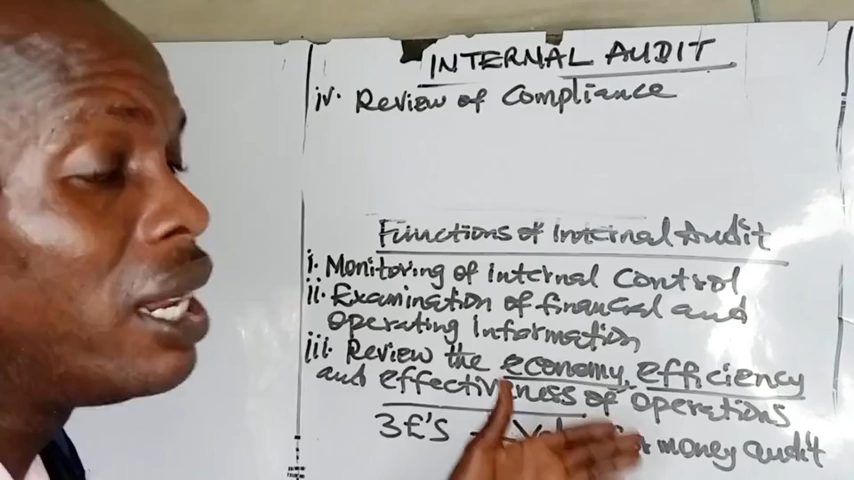 INTERNAL AUDIT
iv. Review of Compliance
Functions of Internal Audit
i. Monitoring of internal control
ii. Examination of financial and
operating information
iii. Review the economy, efficiency
and effectiveness of operations
3E's - money audit